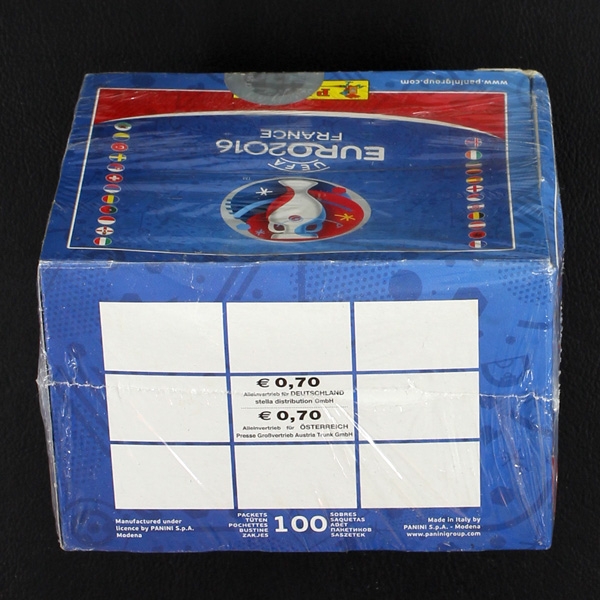 www.paninigroup.com
UEFA
EURO2016
FRANCE
€ 0,70
Alleinvertrieb für DEUTSCHLAND
stella distribution GmbH
€ 0,70
Alleinvertrieb für ÖSTERREICH
Presse Großvertrieb Austria Trunk GmbH
Manufactured under
licence by PANINI S.p.A.
Modena
PACKETS
TÜTEN
POCHETTES
BUSTINE
ZAKJES
100
SOBRES
SAQUETAS
ABET
ПАКЕТИКОВ
SASZETEK
Made in Italy by
PANINI S.p.A. - Modena
www.paninigroup.com